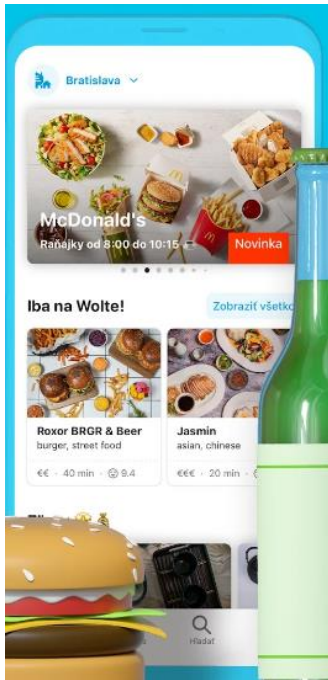 Bratislava
McDonald's
Raňajky od 8:00 do 10:15
Novinka
Iba na Wolte!
Zobraziť všetko
Roxor BRGR & Beer
burger, street food
€€ · 40 min · 9.4
Jasmin
asian, chinese
€€€ · 20 min ·
Hľadať